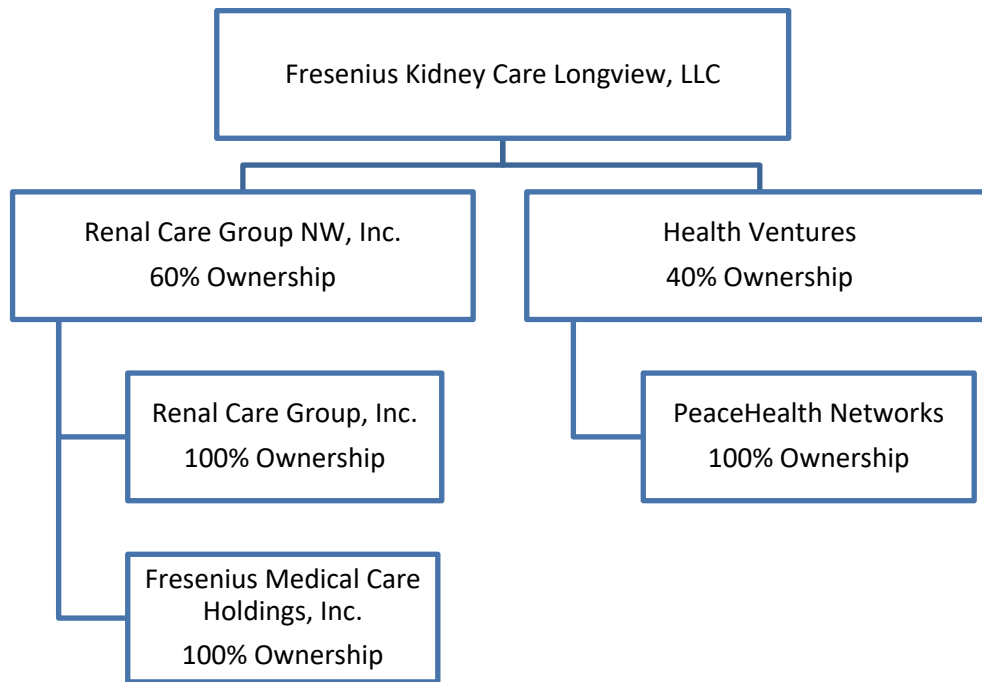 Fresenius Kidney Care Longview, LLC
Renal Care Group NW, Inc.
60% Ownership
Health Ventures
40% Ownership
Renal Care Group, Inc.
100% Ownership
PeaceHealth Networks
100% Ownership
Fresenius Medical Care
Holdings, Inc.
100% Ownership